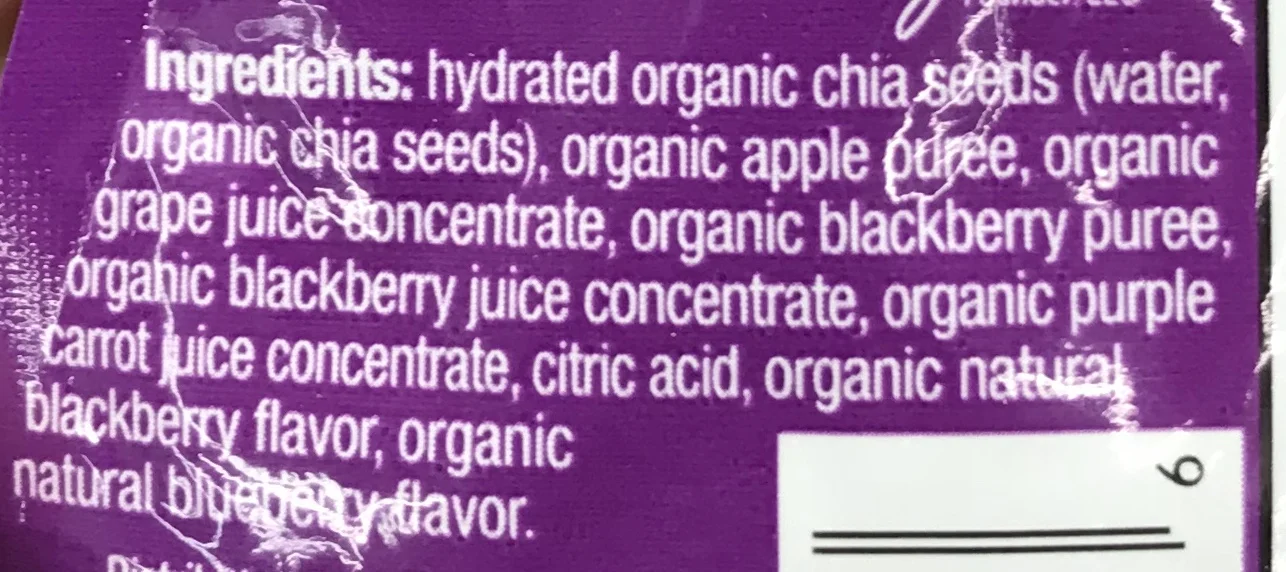 Ingredients: hydrated organic chia seeds (water,
organic chia seeds), organic apple puree, organic
grape juice concentrate, organic blackberry puree,
organic blackberry juice concentrate, organic purple
carrot juice concentrate, citric acid, organic natural
blackberry flavor, organic
natural blueberry flavor.
6